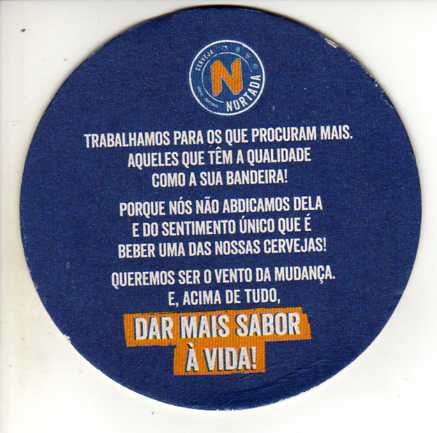 CERVEJA
N
NORTADA
TRABALHAMOS PARA OS QUE PROCURAM MAIS.
AQUELES QUE TÊM A QUALIDADE
COMO A SUA BANDEIRA!
PORQUE NÓS NÃO ABDICAMOS DELA
E DO SENTIMENTO ÚNICO QUE É
BEBER UMA DAS NOSSAS CERVEJAS!
QUEREMOS SER O VENTO DA MUDANÇA.
E, ACIMA DE TUDO,
DAR MAIS SABOR
À VIDA!